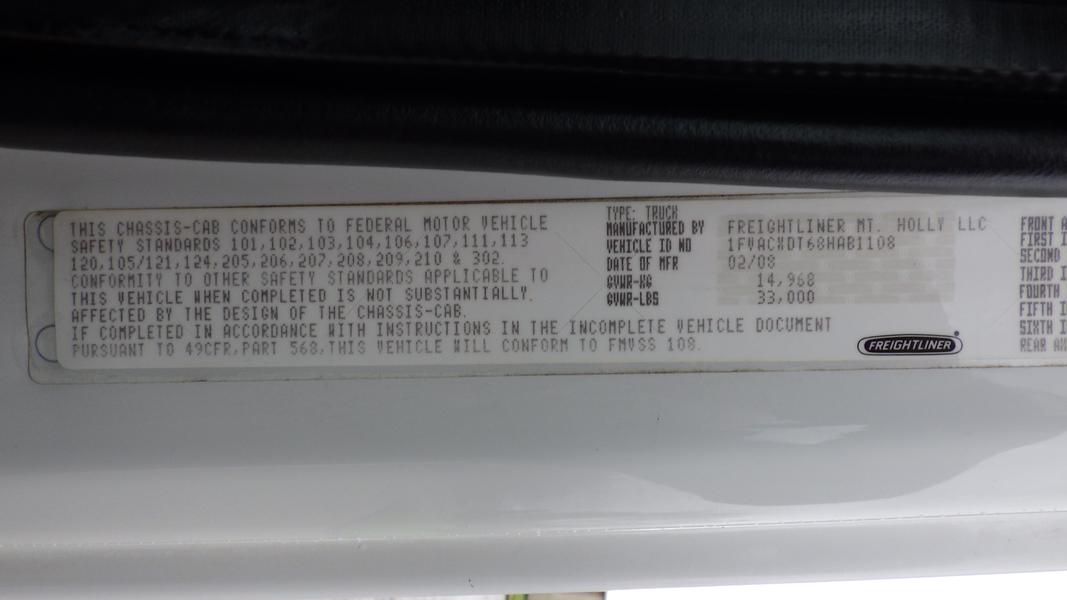 THIS CHASSIS-CAB CONFORMS TO FEDERAL MOTOR VEHICLE
SAFETY STANDARDS 101,102,103,104,106,107,111,113
120,105/121,124,205,206,207,208,209,210 & 302.
CONFORMITY TO OTHER SAFETY STANDARDS APPLICABLE TO
THIS VEHICLE WHEN COMPLETED IS NOT SUBSTANTIALLY.
AFFECTED BY THE DESIGN OF THE CHASSIS-CAB.
IF COMPLETED IN ACCORDANCE WITH INSTRUCTIONS IN THE INCOMPLETE VEHICLE DOCUMENT
PURSUANT TO 49CFR,PART 568,THIS VEHICLE WILL CONFORM TO FMVSS 108.
TYPE: TRUCK
MANUFACTURED BY FREIGHTLINER MT. HOLLY LLC
VEHICLE ID NO 1FVACXDT68HAB1108
DATE OF MFR 02/08
GVWR-KG 14,968
GVWR-LBS 33,000
FREIGHTLINER
FRONT
FIRST
SECOND
THIRD
FOURTH
FIFTH
SIXTH
REAR